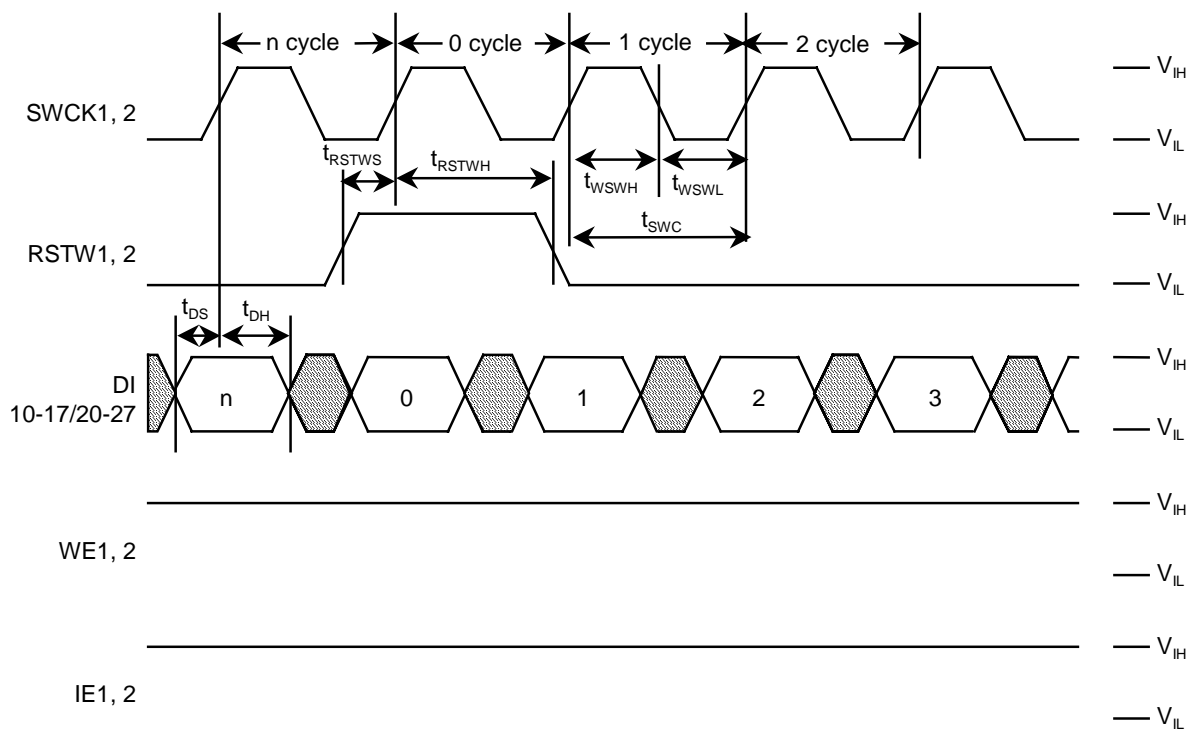 n cycle 0 cycle 1 cycle 2 cycle
V_IH
SWCK1, 2
V_IL
t_RSTWS t_RSTWH t_WSWH t_WSWL
V_IH
t_SWC
RSTW1, 2
V_IL
t_DS t_DH
V_IH
DI
10-17/20-27
n 0 1 2 3
V_IL
V_IH
WE1, 2
V_IL
V_IH
IE1, 2
V_IL